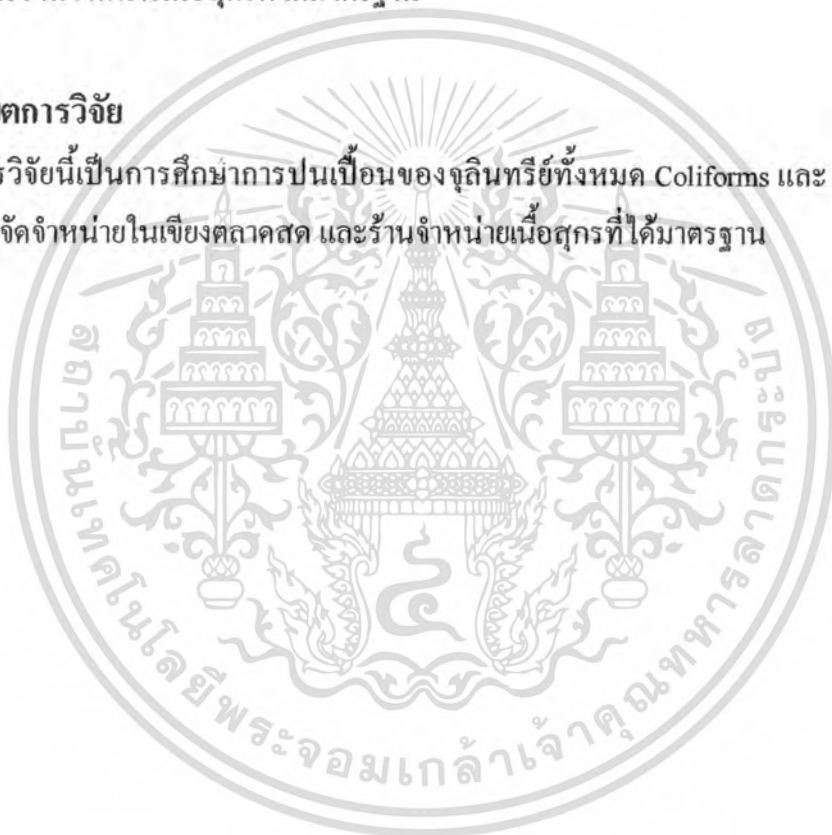 ตการวิจัย
รวิจัยนี้เป็นการศึกษาการปนเปื้อนของจุลินทรีย์ทั้งหมด Coliforms และ
จัดจำหน่ายในเขียงตลาดสด และร้านจำหน่ายเนื้อสุกรที่ได้มาตรฐาน
สถาบันเทคโนโลยีพระจอมเกล้าเจ้าคุณทหารลาดกระบัง